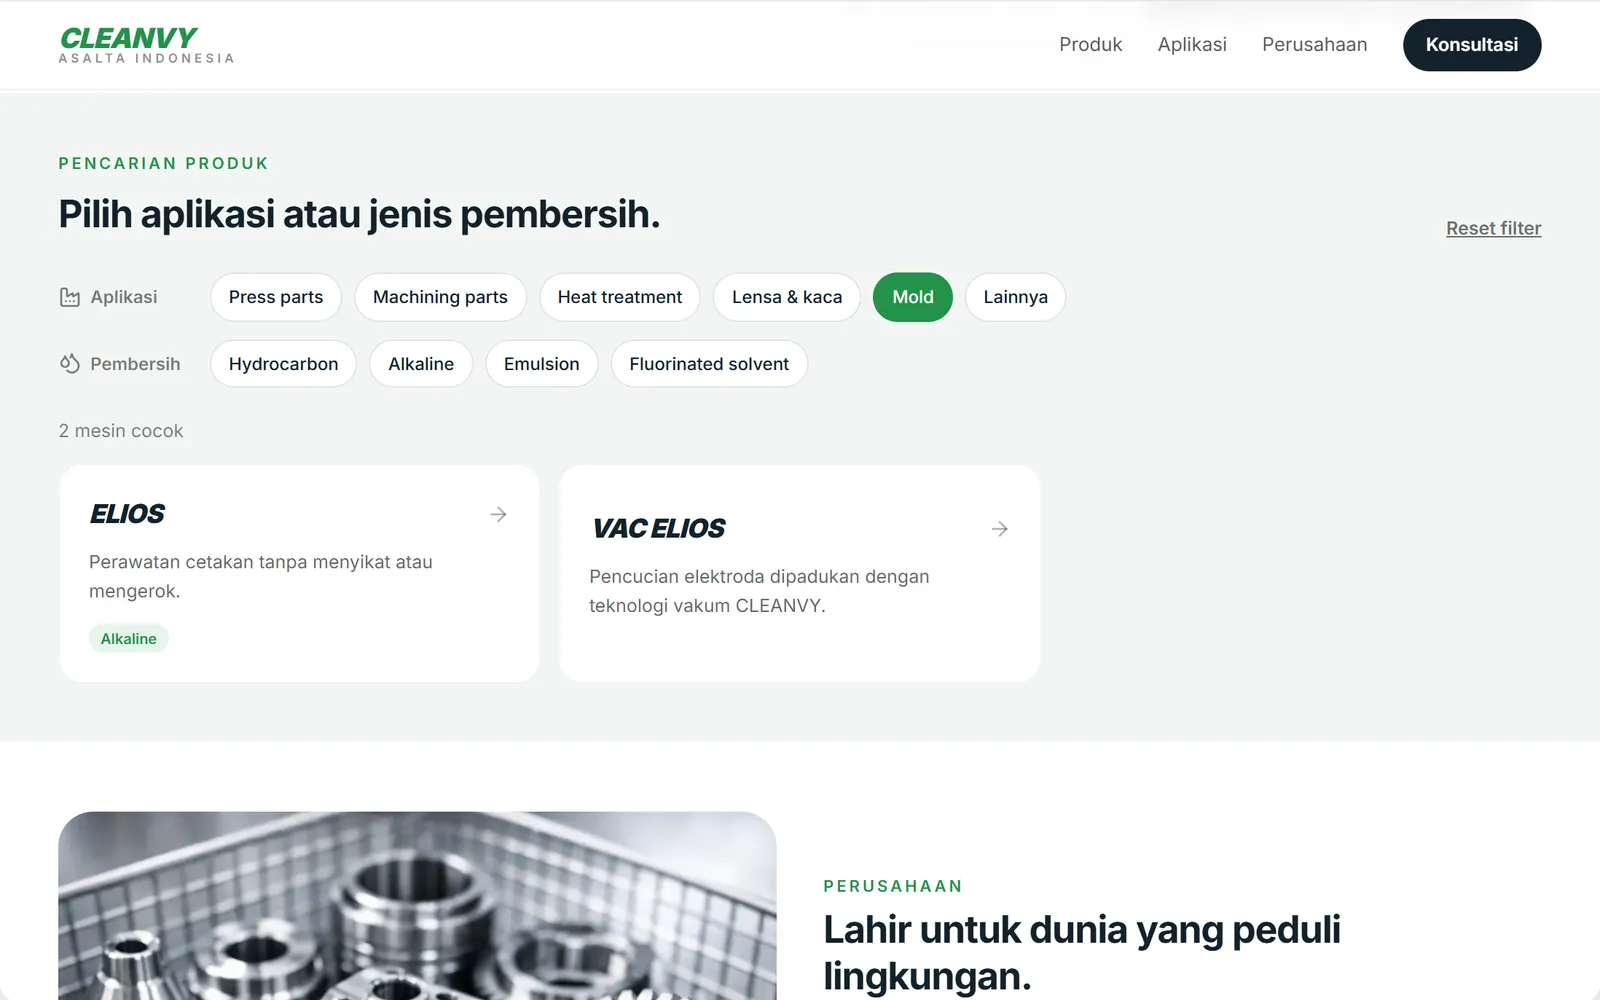 CLEANVY
ASALTA INDONESIA
Produk
Aplikasi
Perusahaan
Konsultasi
PENCARIAN PRODUK
Pilih aplikasi atau jenis pembersih.
Reset filter
Aplikasi
Press parts
Machining parts
Heat treatment
Lensa & kaca
Mold
Lainnya
Pembersih
Hydrocarbon
Alkaline
Emulsion
Fluorinated solvent
2 mesin cocok
ELIOS
Perawatan cetakan tanpa menyikat atau
mengerok.
Alkaline
VAC ELIOS
Pencucian elektroda dipadukan dengan
teknologi vakum CLEANVY.
PERUSAHAAN
Lahir untuk dunia yang peduli
lingkungan.